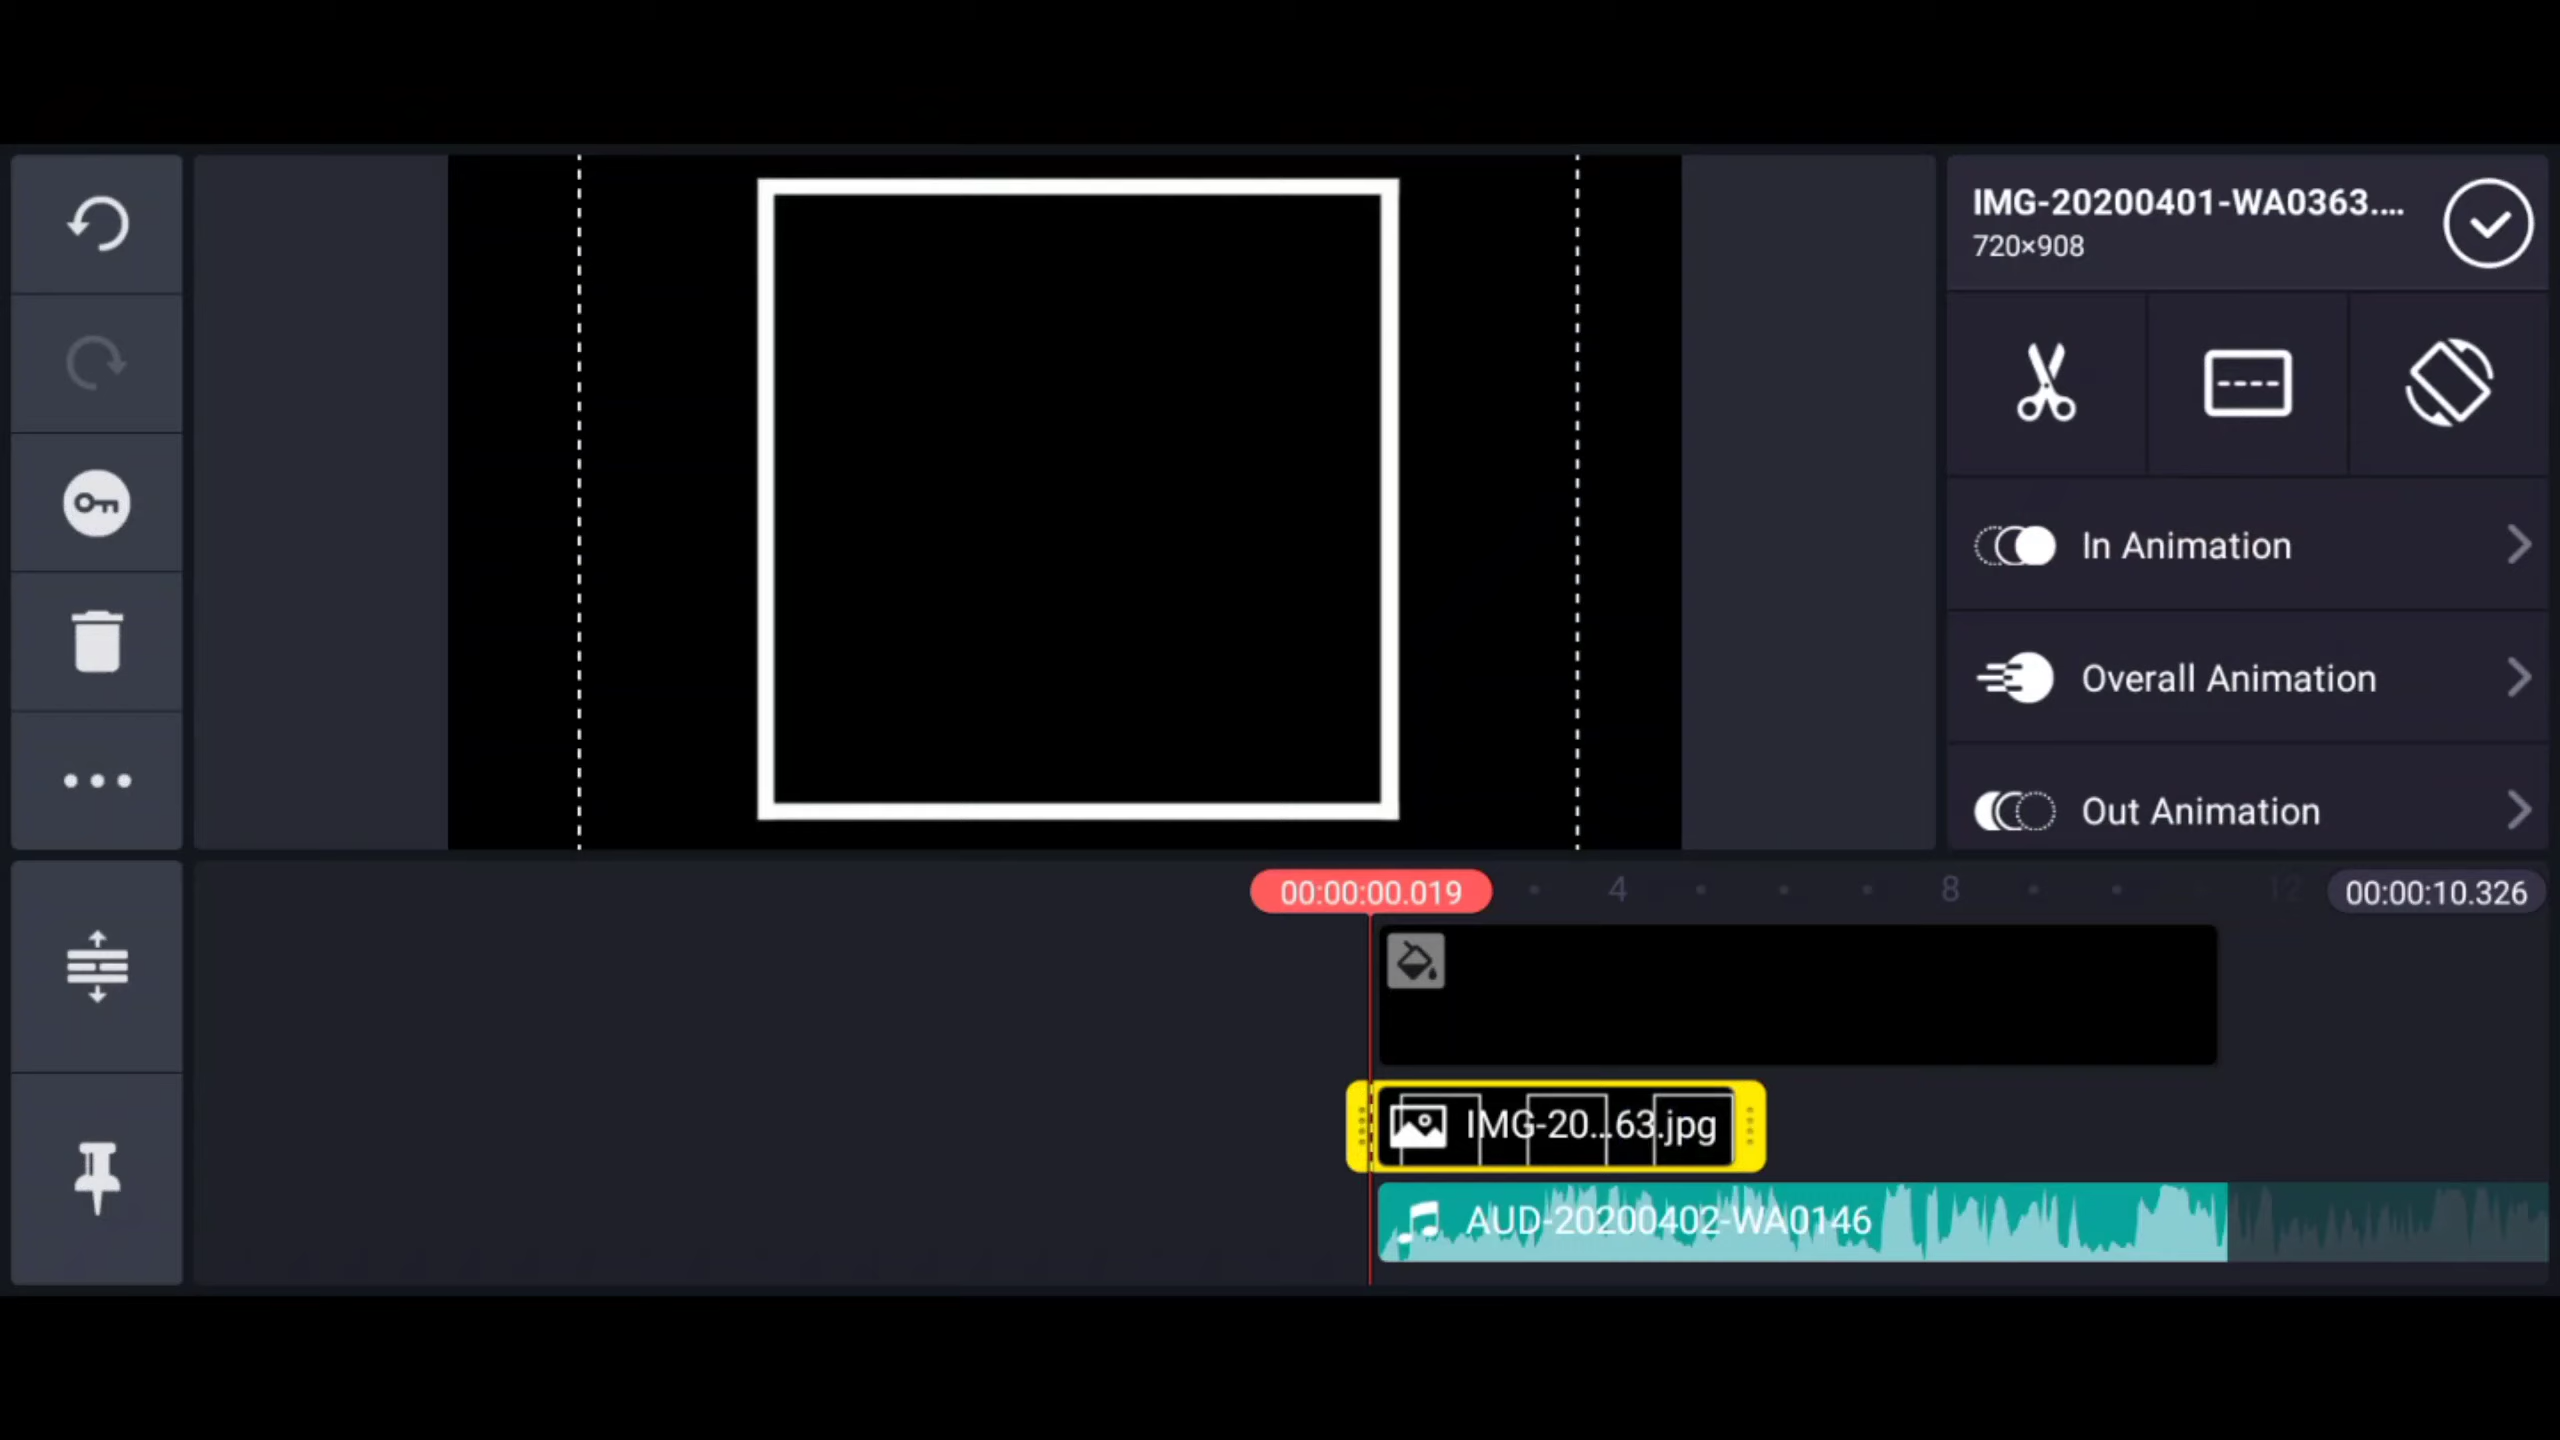 IMG-20200401-WA0363....
720×908
In Animation
Overall Animation
Out Animation
00:00:00.019
4
8
12
00:00:10.326
IMG-20...63.jpg
AUD-20200402-WA0146